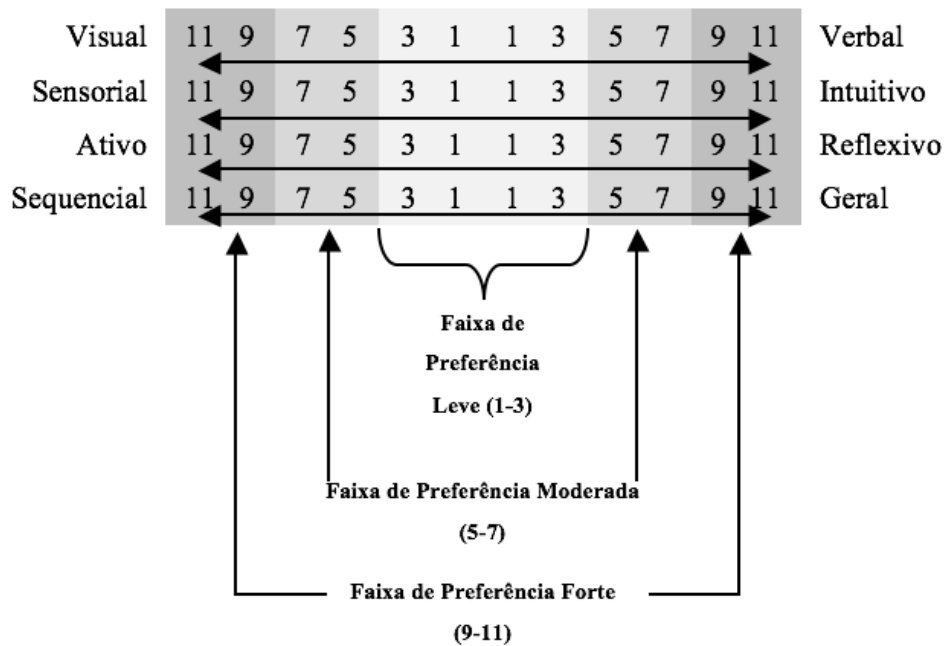 Visual 11 9 7 5 3 1 1 3 5 7 9 11 Verbal
Sensorial 11 9 7 5 3 1 1 3 5 7 9 11 Intuitivo
Ativo 11 9 7 5 3 1 1 3 5 7 9 11 Reflexivo
Sequencial 11 9 7 5 3 1 1 3 5 7 9 11 Geral
Faixa de
Preferência
Leve (1-3)
Faixa de Preferência Moderada
(5-7)
Faixa de Preferência Forte
(9-11)